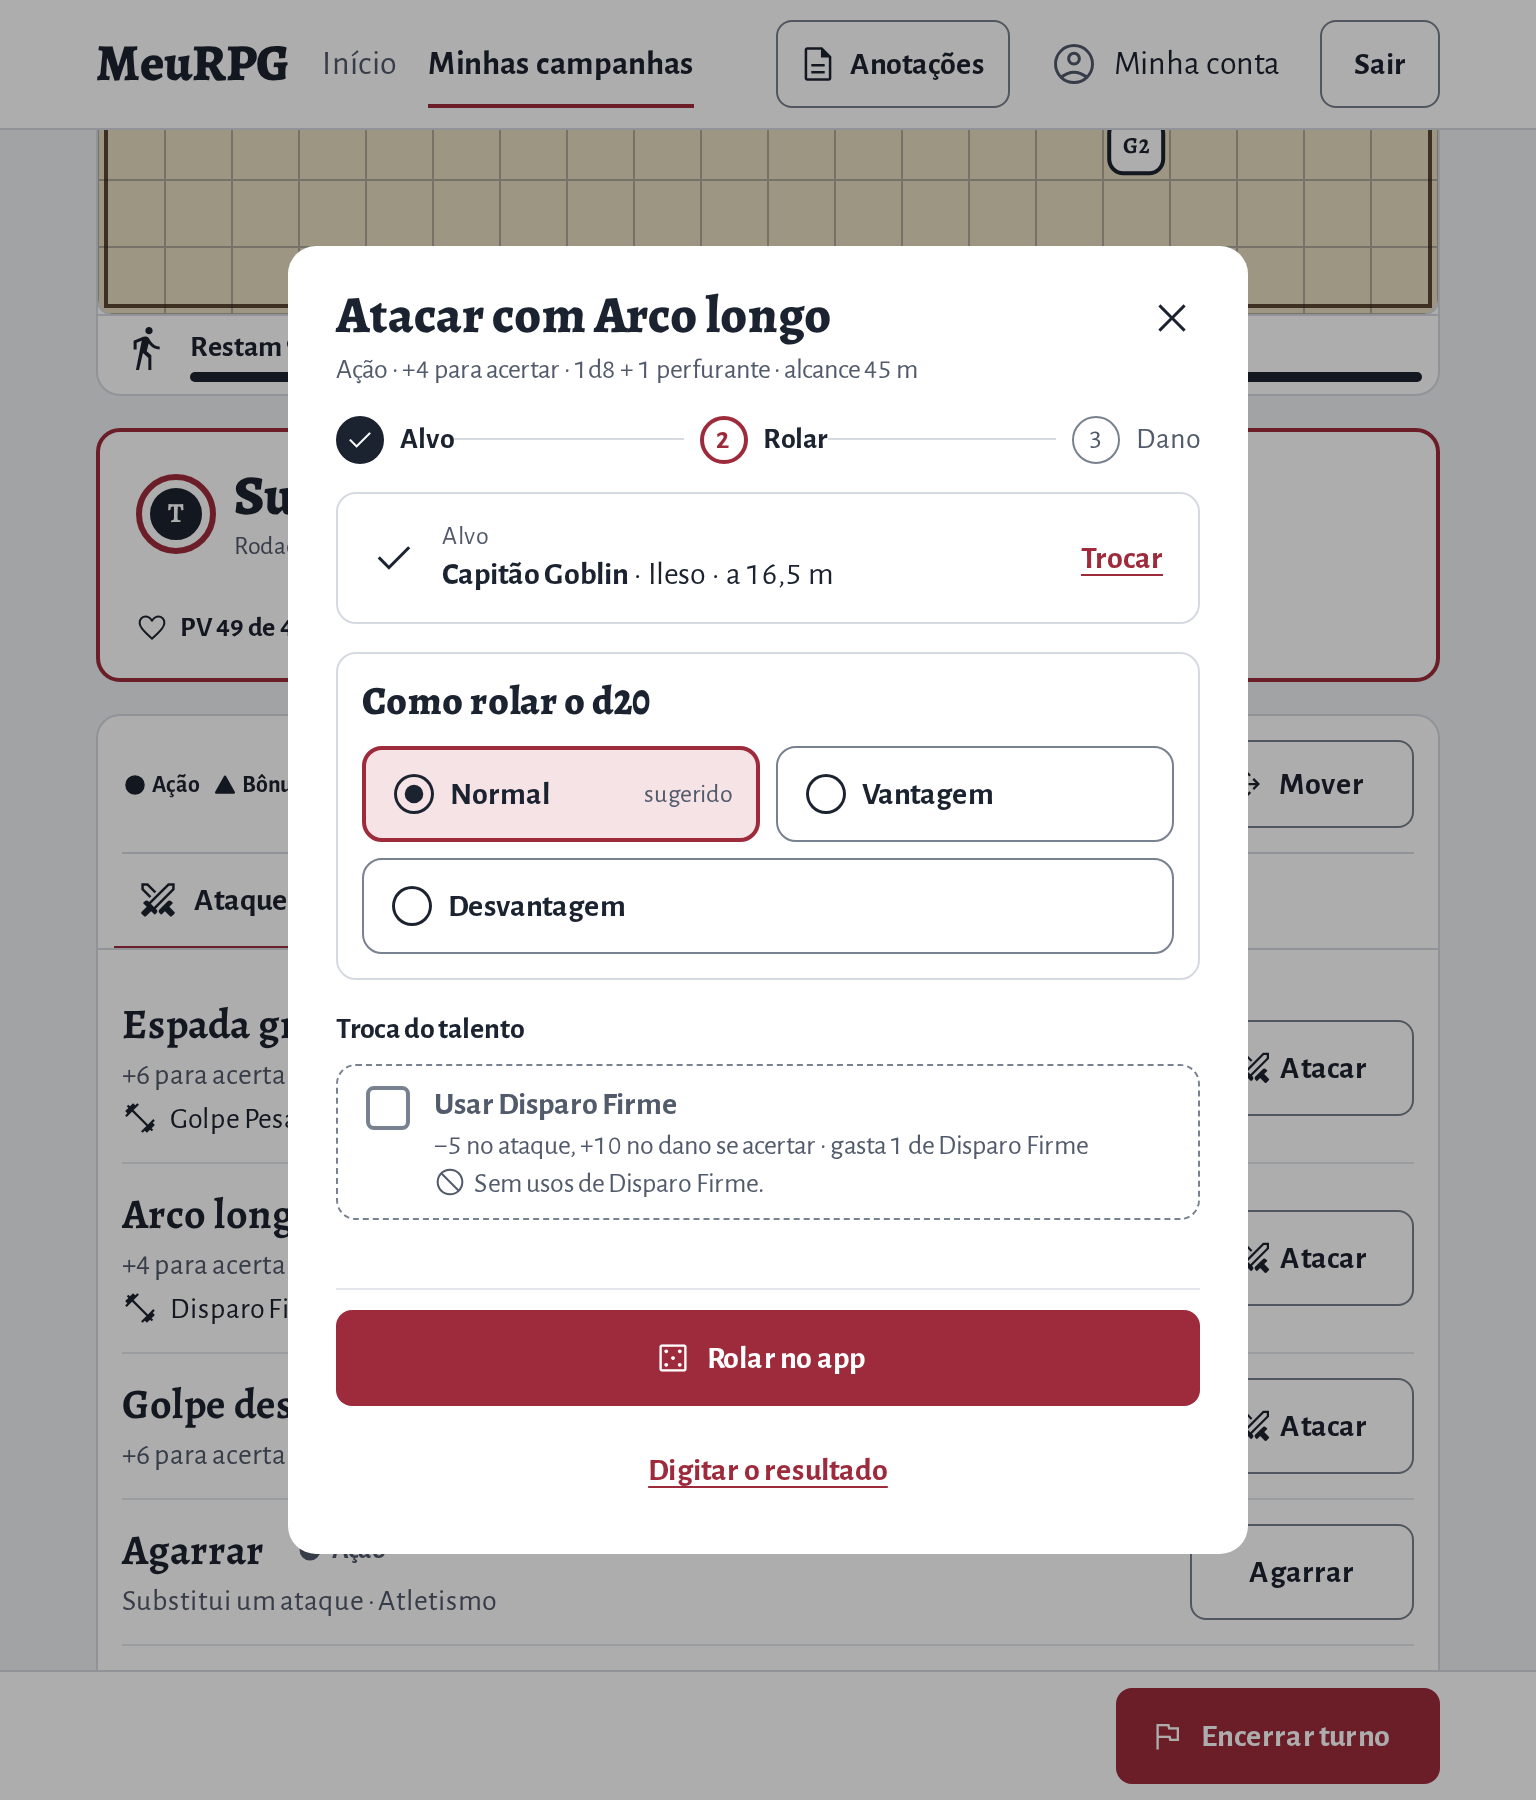 MeuRPG Início Minhas campanhas Anotações Minha conta Sair
G2
Restam
Atacar com Arco longo
Ação · +4 para acertar · 1d8 + 1 perfurante · alcance 45 m
Alvo 2 Rolar 3 Dano
T
Rodad
PV 49 de
Alvo
Capitão Goblin · Ileso · a 16,5 m
Trocar
Como rolar o d20
Normal sugerido
Vantagem
Desvantagem
Ação Bônu
Mover
Ataque
Troca do talento
Usar Disparo Firme
−5 no ataque, +10 no dano se acertar · gasta 1 de Disparo Firme
Sem usos de Disparo Firme.
Espada gr
+6 para acerta
Golpe Pesa
Atacar
Arco long
+4 para acerta
Disparo Fi
Atacar
Rolar no app
Golpe des
+6 para acerta
Atacar
Digitar o resultado
Agarrar Ação
Substitui um ataque · Atletismo
Agarrar
Encerrar turno